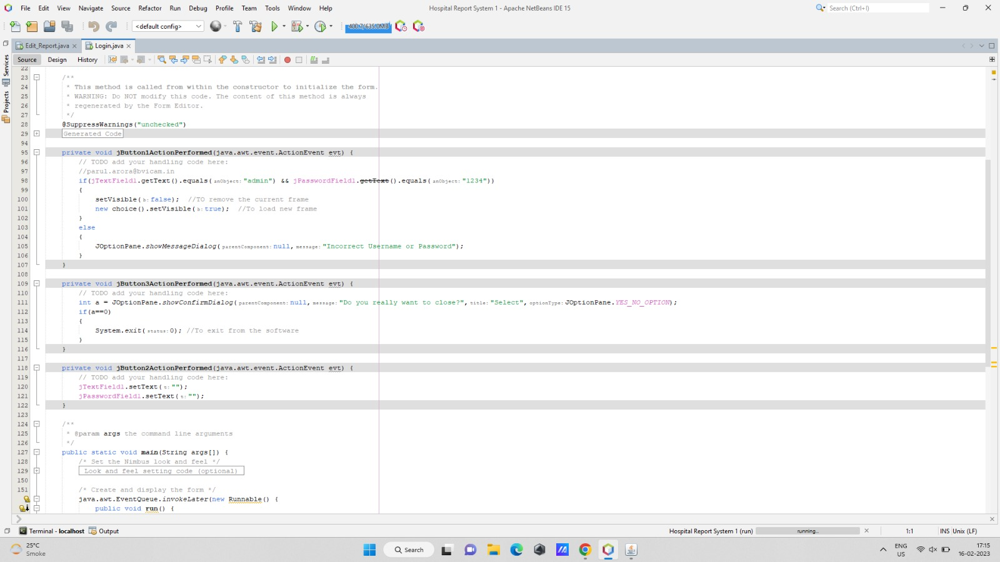 File Edit View Navigate Source Refactor Run Debug Profile Team Tools Window Help Hospital Report System 1 - Apache NetBeans IDE 15 Search (Ctrl+I)
<default config> 400.7/635.0MB
Edit_Report.java Login.java
Source Design History
Services
Projects
22
23 /**
24 * This method is called from within the constructor to initialize the form.
25 * WARNING: Do NOT modify this code. The content of this method is always
26 * regenerated by the Form Editor.
27 */
28 @SuppressWarnings("unchecked")
29 Generated Code
94
95 private void jButton1ActionPerformed(java.awt.event.ActionEvent evt) {
96 // TODO add your handling code here:
97 //parul.arora@bvicam.in
98 if(jTextField1.getText().equals( anObject: "admin") && jPasswordField1.getText().equals( anObject: "1234"))
99 {
100 setVisible( b: false); //TO remove the current frame
101 new choice().setVisible( b: true); //To load new frame
102 }
103 else
104 {
105 JOptionPane.showMessageDialog( parentComponent: null, message: "Incorrect Username or Password");
106 }
107 }
108
109 private void jButton3ActionPerformed(java.awt.event.ActionEvent evt) {
110 // TODO add your handling code here:
111 int a = JOptionPane.showConfirmDialog( parentComponent: null, message: "Do you really want to close?", title: "Select", optionType: JOptionPane.YES_NO_OPTION);
112 if(a==0)
113 {
114 System.exit( status: 0); //To exit from the software
115 }
116 }
117
118 private void jButton2ActionPerformed(java.awt.event.ActionEvent evt) {
119 // TODO add your handling code here:
120 jTextField1.setText( t: "");
121 jPasswordField1.setText( t: "");
122 }
123
124 /**
125 * @param args the command line arguments
126 */
127 public static void main(String args[]) {
128 /* Set the Nimbus look and feel */
129 Look and feel setting code (optional)
150
151 /* Create and display the form */
java.awt.EventQueue.invokeLater(new Runnable() {
public void run() {
Terminal - localhost Output Hospital Report System 1 (run) running... 1:1 INS Unix (LF)
25°C
Smoke
Search
ENG
US
17:15
16-02-2023